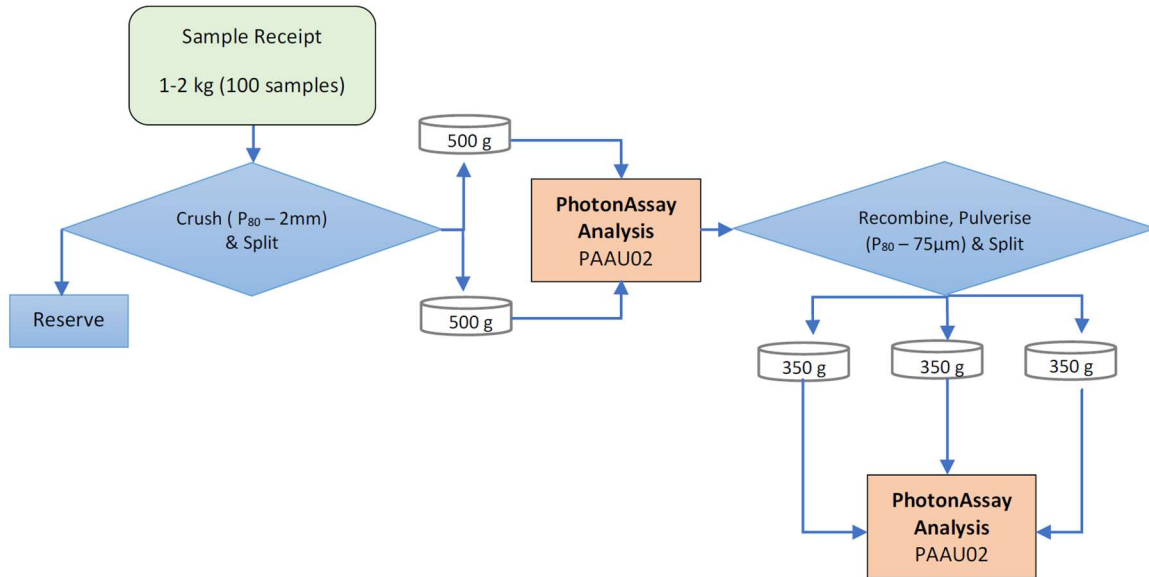 Sample Receipt
1-2 kg (100 samples)
Crush ( P₈₀ – 2mm)
& Split
Reserve
500 g
500 g
PhotonAssay
Analysis
PAAU02
Recombine, Pulverise
(P₈₀ – 75µm) & Split
350 g
350 g
350 g
PhotonAssay
Analysis
PAAU02